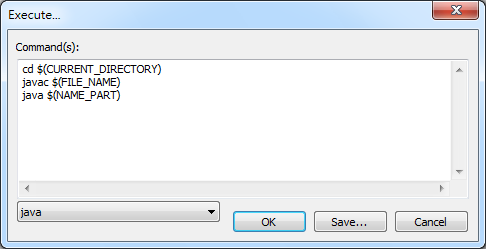 Execute...
Command(s):
cd $(CURRENT_DIRECTORY)
javac $(FILE_NAME)
java $(NAME_PART)
java
OK
Save...
Cancel